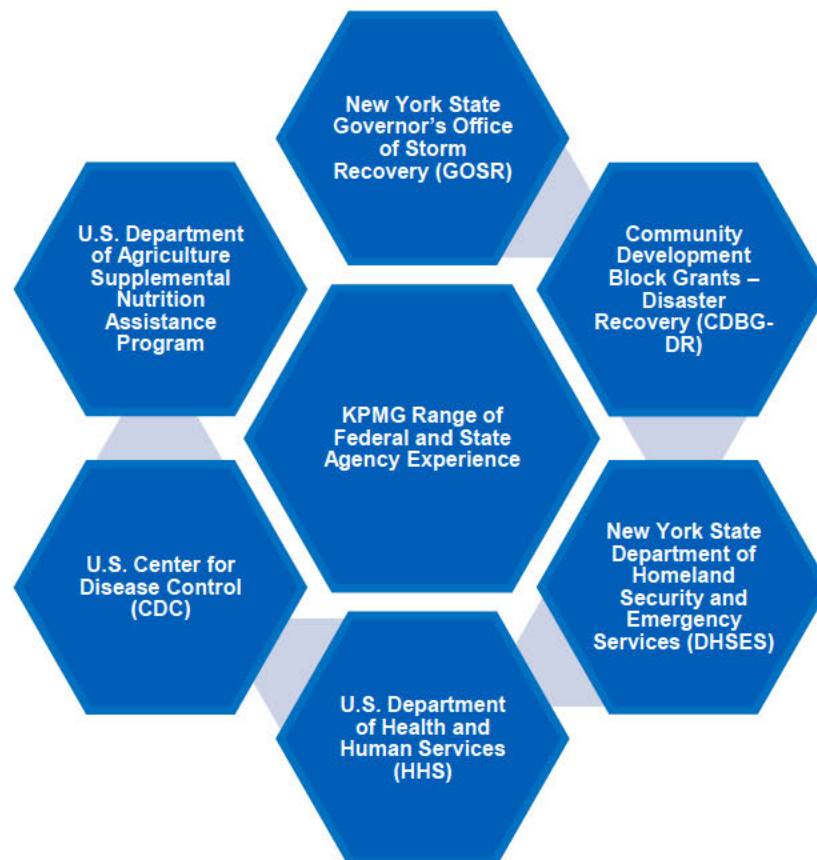 New York State
Governor's Office
of Storm
Recovery (GOSR)
Community
Development
Block Grants –
Disaster
Recovery (CDBG-
DR)
New York State
Department of
Homeland
Security and
Emergency
Services (DHSES)
U.S. Department
of Health and
Human Services
(HHS)
U.S. Center for
Disease Control
(CDC)
U.S. Department
of Agriculture
Supplemental
Nutrition
Assistance
Program
KPMG Range of
Federal and State
Agency Experience